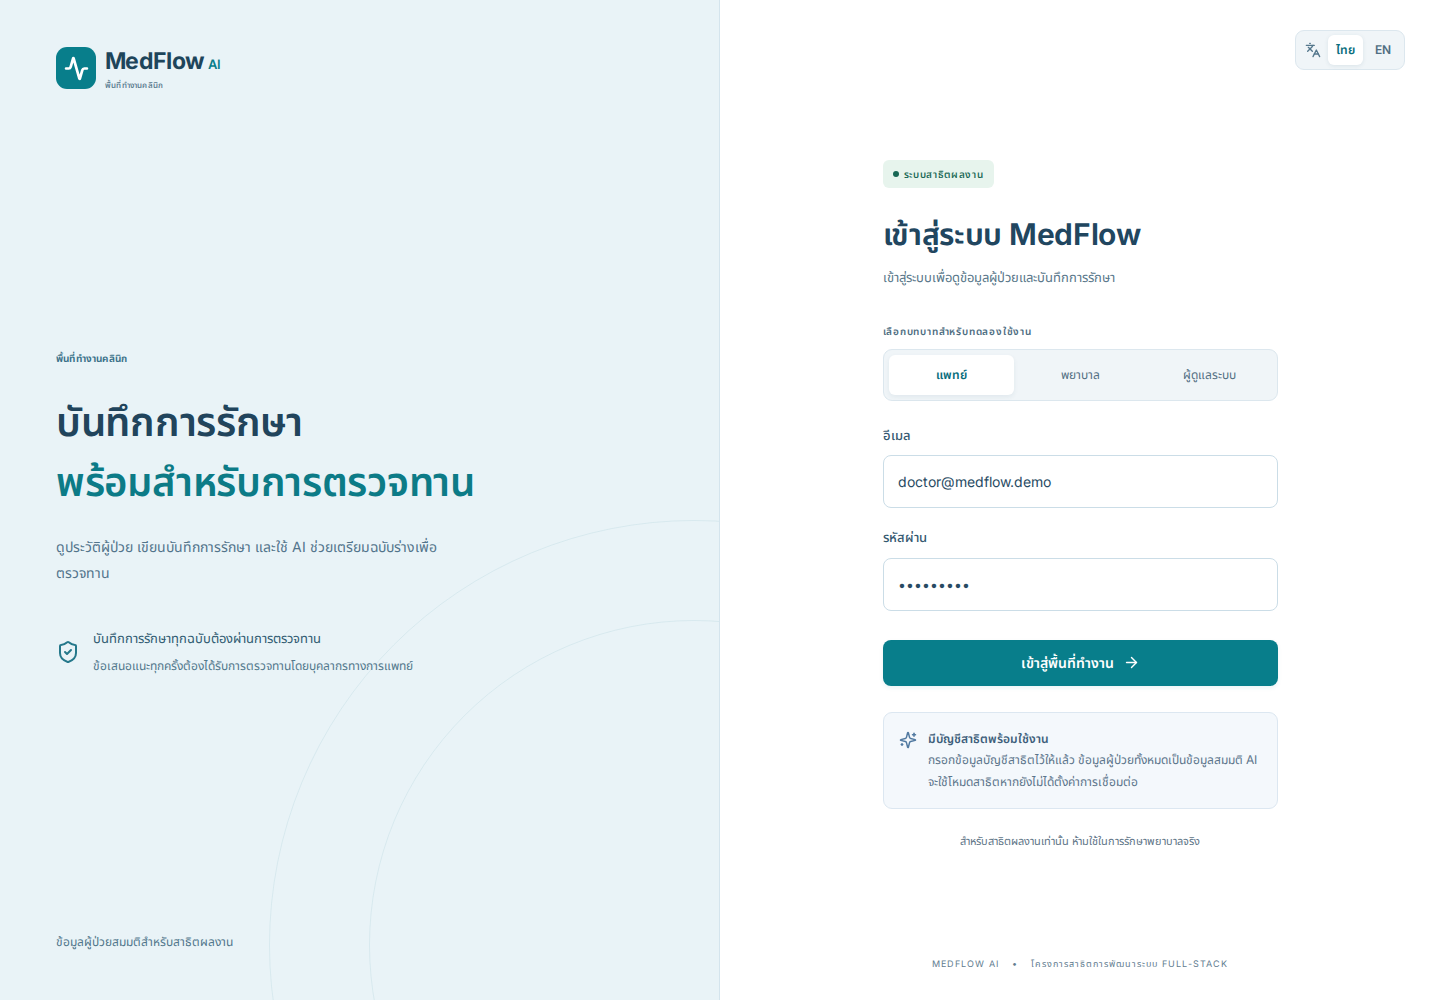 MedFlow AI
พื้นที่ทำงานคลินิก
พื้นที่ทำงานคลินิก
บันทึกการรักษา
พร้อมสำหรับการตรวจทาน
ดูประวัติผู้ป่วย เขียนบันทึกการรักษา และใช้ AI ช่วยเตรียมฉบับร่างเพื่อ
ตรวจทาน
บันทึกการรักษาทุกฉบับต้องผ่านการตรวจทาน
ข้อเสนอแนะทุกครั้งต้องได้รับการตรวจทานโดยบุคลากรทางการแพทย์
ข้อมูลผู้ป่วยสมมติสำหรับสาธิตผลงาน
ไทย EN
ระบบสาธิตผลงาน
เข้าสู่ระบบ MedFlow
เข้าสู่ระบบเพื่อดูข้อมูลผู้ป่วยและบันทึกการรักษา
เลือกบทบาทสำหรับทดลองใช้งาน
แพทย์ พยาบาล ผู้ดูแลระบบ
อีเมล
doctor@medflow.demo
รหัสผ่าน
•••••••••
เข้าสู่พื้นที่ทำงาน →
มีบัญชีสาธิตพร้อมใช้งาน
กรอกข้อมูลบัญชีสาธิตไว้ให้แล้ว ข้อมูลผู้ป่วยทั้งหมดเป็นข้อมูลสมมติ AI
จะใช้โหมดสาธิตหากยังไม่ได้ตั้งค่าการเชื่อมต่อ
สำหรับสาธิตผลงานเท่านั้น ห้ามใช้ในการรักษาพยาบาลจริง
MEDFLOW AI • โครงการสาธิตการพัฒนาระบบ FULL-STACK